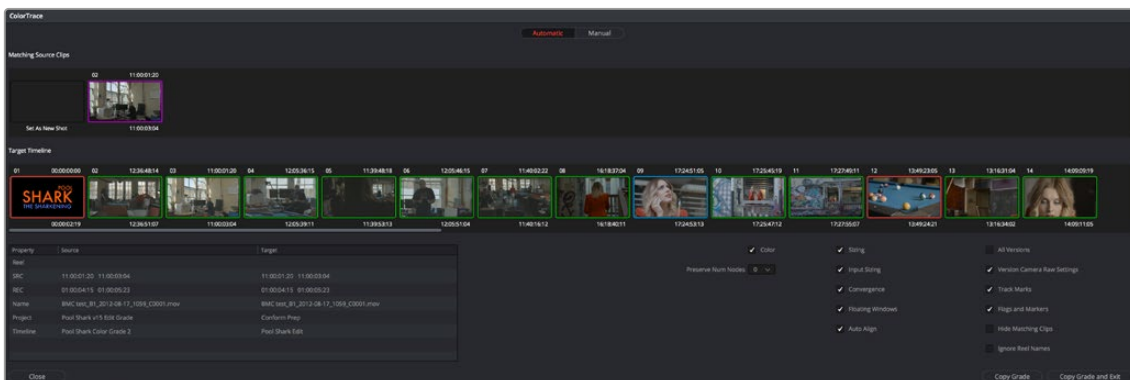 ColorTrace
Automatic Manual
Matching Source Clips
02 11:00:01:20
Set As New Shot 11:00:03:04
Target Timeline
01 00:00:00:00 02 12:36:48:14 03 11:00:01:20 04 12:05:36:15 05 11:39:48:19 06 12:05:46:15 07 11:40:02:22 08 16:18:37:04 09 17:24:51:05 10 17:25:45:19 11 17:27:49:11 12 13:49:23:05 13 13:16:31:04 14 14:09:09:19
POOL
SHARK
THE SHARKENING
00:00:02:19 12:36:51:07 11:00:03:04 12:05:39:11 11:39:53:13 12:05:51:04 11:40:16:12 16:18:40:11 17:24:53:13 17:25:47:12 17:27:55:07 13:49:24:21 13:16:34:02 14:09:11:05
Property Source Target
Reel
SRC 11:00:01:20 11:00:03:04 11:00:01:20 11:00:03:04
REC 01:00:04:15 01:00:05:23 01:00:04:15 01:00:05:23
Name BMC test_B1_2012-08-17_1059_C0001.mov BMC test_B1_2012-08-17_1059_C0001.mov
Project Pool Shark v15 Edit Grade Conform Prep
Timeline Pool Shark Color Grade 2 Pool Shark Edit
Color Sizing All Versions
Preserve Num Nodes 0 Input Sizing Version Camera Raw Settings
Convergence Track Marks
Floating Windows Flags and Markers
Auto Align Hide Matching Clips
Ignore Reel Names
Close Copy Grade Copy Grade and Exit